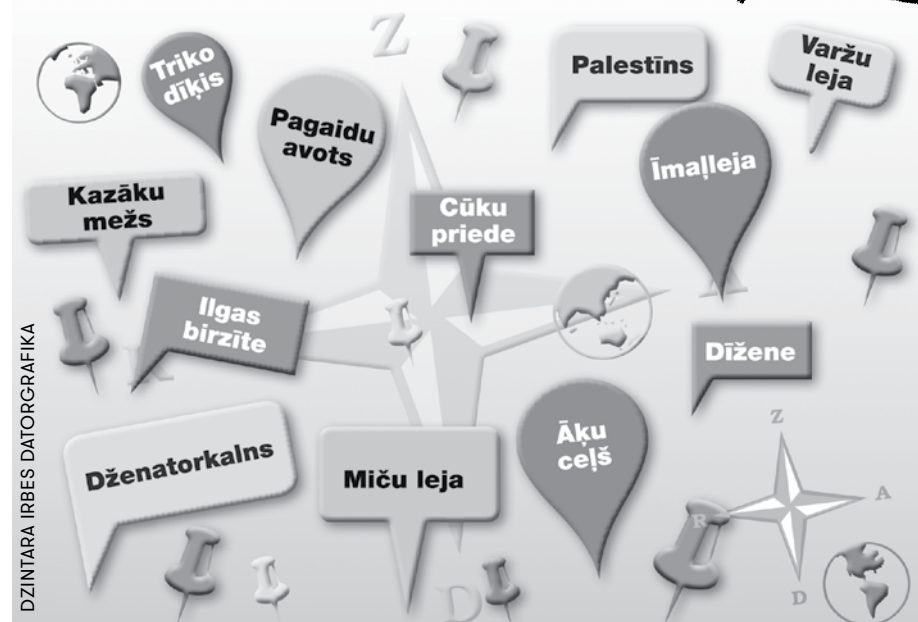 Z
Triko
dīķis
Palestīns
Varžu
leja
Pagaidu
avots
Īmaļleja
Kazāku
mežs
Cūku
priede
A
Ilgas
birzīte
R
Dīžene
Dženatorkalns
Miču leja
Āķu
ceļš
Z
A
R
D
D
DZINTARA IRBES DATORGRAFIKA